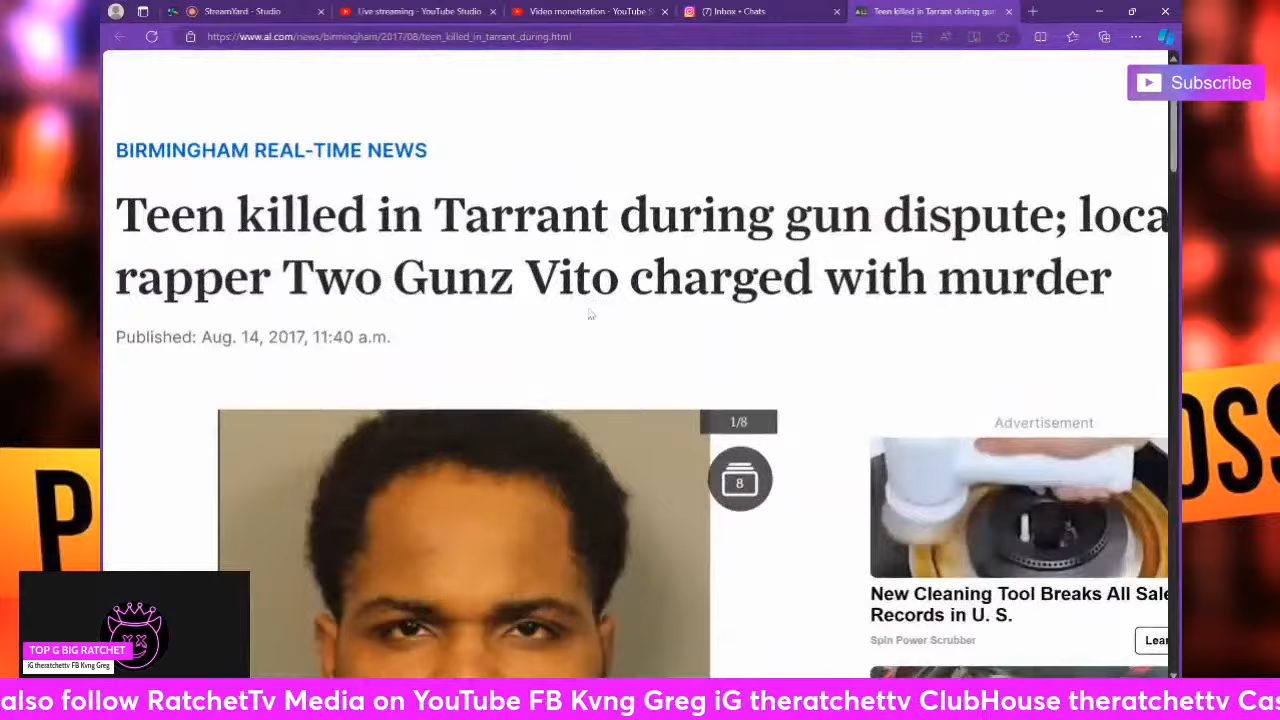 StreamYard - Studio
Live streaming - YouTube Studio
Video monetization - YouTube S
(7) Inbox • Chats
Teen killed in Tarrant during gun
https://www.al.com/news/birmingham/2017/08/teen_killed_in_tarrant_during.html
Subscribe
BIRMINGHAM REAL-TIME NEWS
Teen killed in Tarrant during gun dispute; loca
rapper Two Gunz Vito charged with murder
Published: Aug. 14, 2017, 11:40 a.m.
1/8
8
Advertisement
New Cleaning Tool Breaks All Sale
Records in U. S.
Spin Power Scrubber
Lear
P
OSS
TOP G BIG RATCHET
iG theratchettv FB Kvng Greg
also follow RatchetTv Media on YouTube FB Kvng Greg iG theratchettv ClubHouse theratchettv Cas